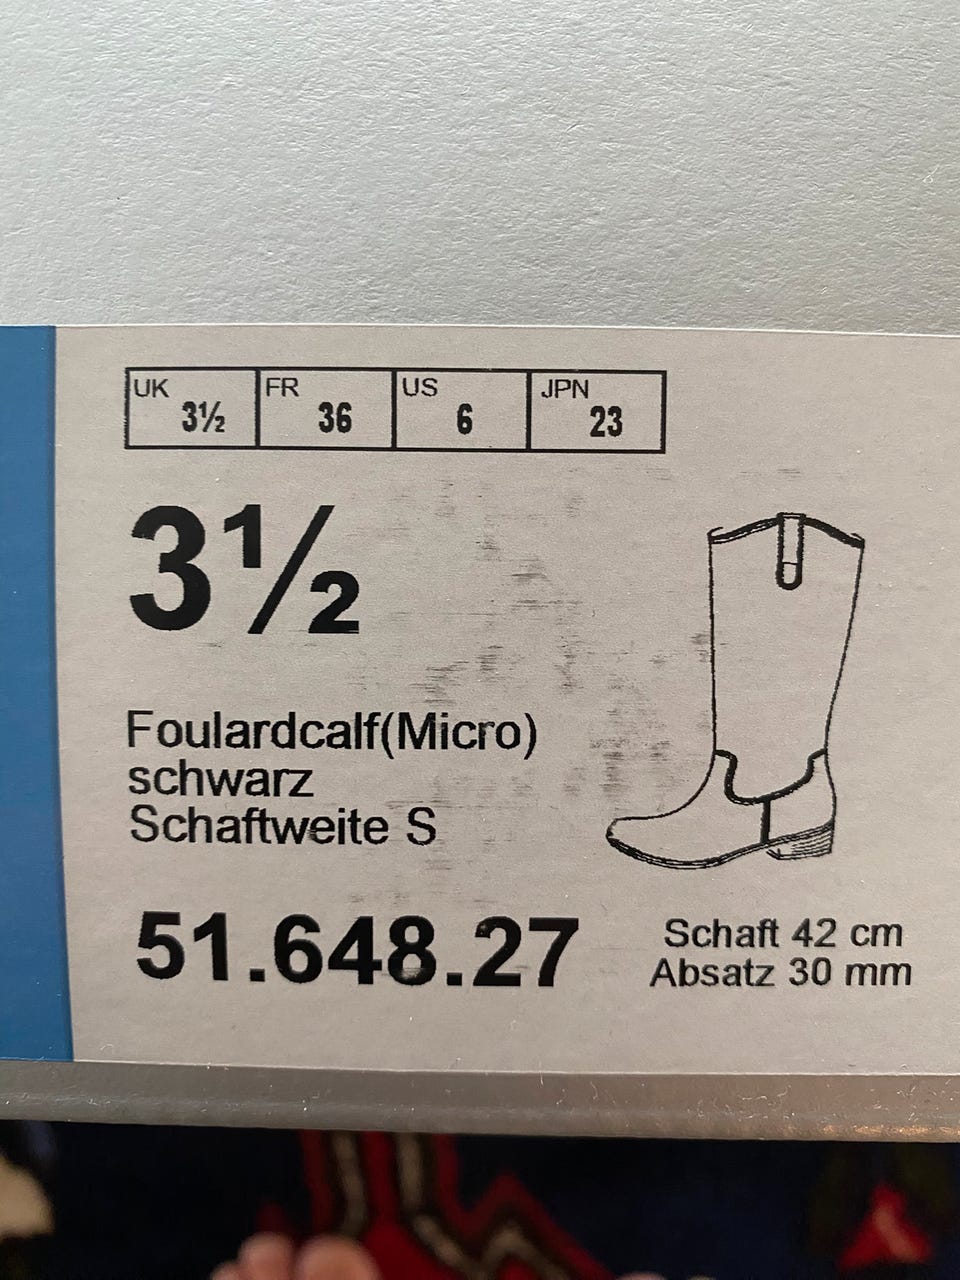 UK 3½ FR 36 US 6 JPN 23
3½
Foulardcalf(Micro)
schwarz
Schaftweite S
51.648.27
Schaft 42 cm
Absatz 30 mm